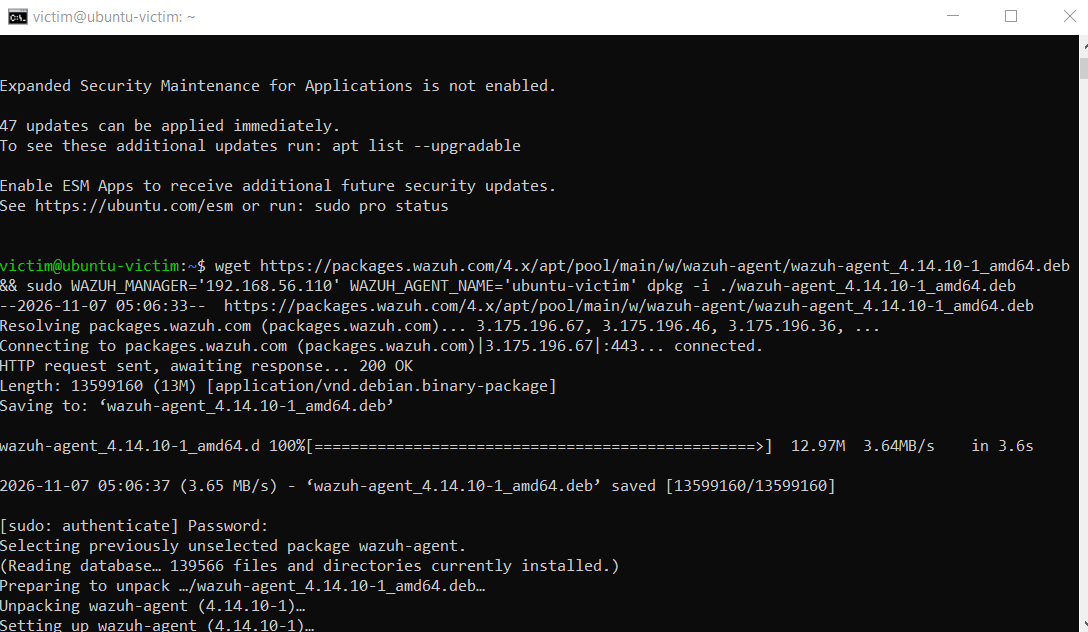 victim@ubuntu-victim: ~
Expanded Security Maintenance for Applications is not enabled.
47 updates can be applied immediately.
To see these additional updates run: apt list --upgradable
Enable ESM Apps to receive additional future security updates.
See https://ubuntu.com/esm or run: sudo pro status
victim@ubuntu-victim:~$ wget https://packages.wazuh.com/4.x/apt/pool/main/w/wazuh-agent/wazuh-agent_4.14.10-1_amd64.deb
&& sudo WAZUH_MANAGER='192.168.56.110' WAZUH_AGENT_NAME='ubuntu-victim' dpkg -i ./wazuh-agent_4.14.10-1_amd64.deb
--2026-11-07 05:06:33--  https://packages.wazuh.com/4.x/apt/pool/main/w/wazuh-agent/wazuh-agent_4.14.10-1_amd64.deb
Resolving packages.wazuh.com (packages.wazuh.com)... 3.175.196.67, 3.175.196.46, 3.175.196.36, ...
Connecting to packages.wazuh.com (packages.wazuh.com)|3.175.196.67|:443... connected.
HTTP request sent, awaiting response... 200 OK
Length: 13599160 (13M) [application/vnd.debian.binary-package]
Saving to: ‘wazuh-agent_4.14.10-1_amd64.deb’
wazuh-agent_4.14.10-1_amd64.d 100%[=================================================>]  12.97M  3.64MB/s    in 3.6s
2026-11-07 05:06:37 (3.65 MB/s) - ‘wazuh-agent_4.14.10-1_amd64.deb’ saved [13599160/13599160]
[sudo: authenticate] Password:
Selecting previously unselected package wazuh-agent.
(Reading database… 139566 files and directories currently installed.)
Preparing to unpack …/wazuh-agent_4.14.10-1_amd64.deb…
Unpacking wazuh-agent (4.14.10-1)…
Setting up wazuh-agent (4.14.10-1)…